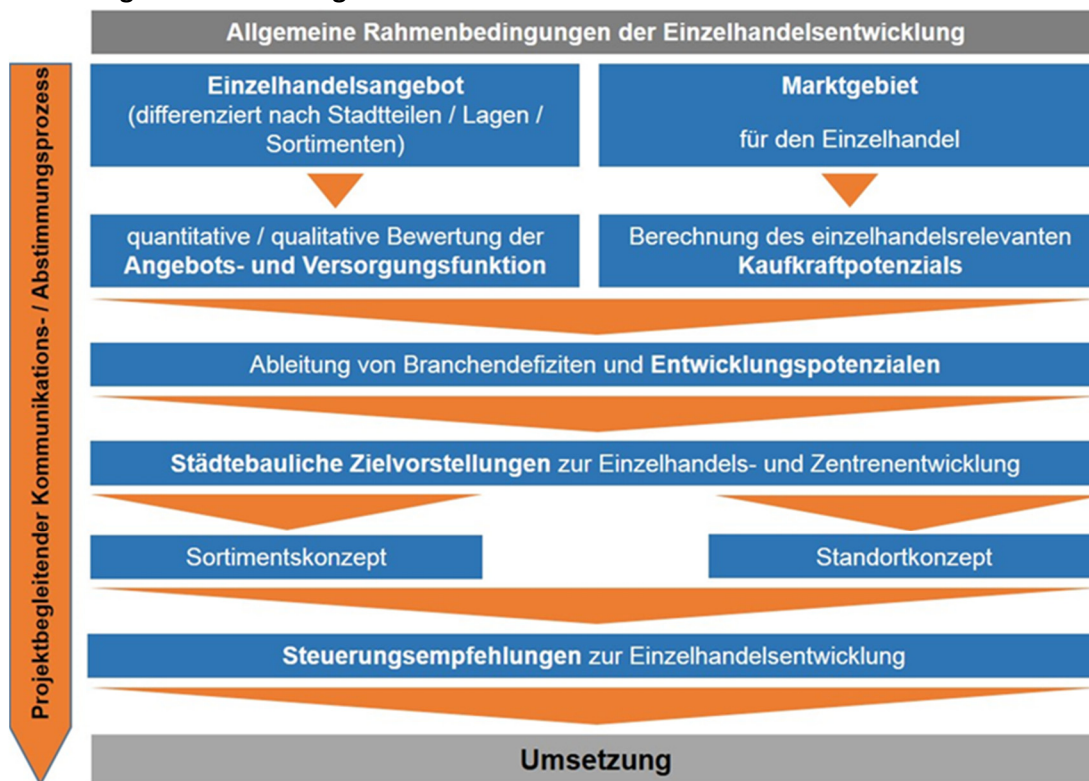 Allgemeine Rahmenbedingungen der Einzelhandelsentwicklung
Projektbegleitender Kommunikations- / Abstimmungsprozess
Einzelhandelsangebot
(differenziert nach Stadtteilen / Lagen /
Sortimenten)
Marktgebiet
für den Einzelhandel
quantitative / qualitative Bewertung der
Angebots- und Versorgungsfunktion
Berechnung des einzelhandelsrelevanten
Kaufkraftpotenzials
Ableitung von Branchendefiziten und Entwicklungspotenzialen
Städtebauliche Zielvorstellungen zur Einzelhandels- und Zentrenentwicklung
Sortimentskonzept
Standortkonzept
Steuerungsempfehlungen zur Einzelhandelsentwicklung
Umsetzung